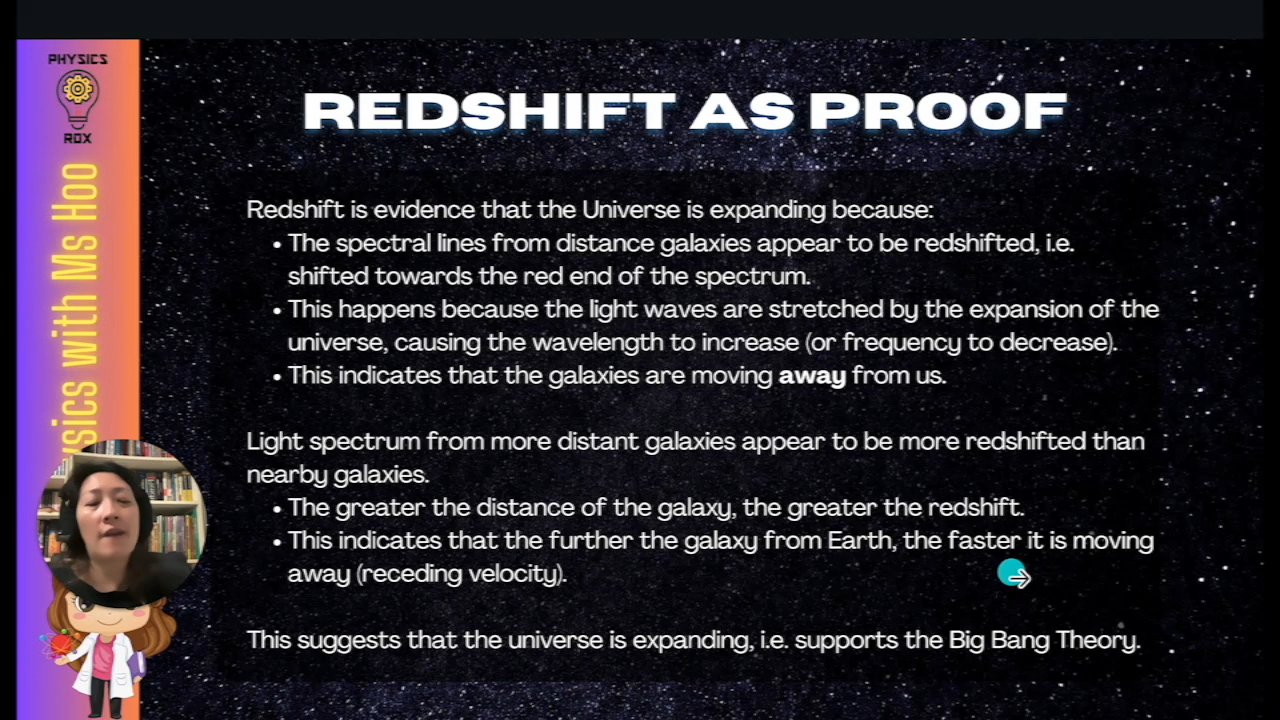 PHYSICS
ROX
Physics with Ms Hoo
REDSHIFT AS PROOF
Redshift is evidence that the Universe is expanding because:
• The spectral lines from distance galaxies appear to be redshifted, i.e.
shifted towards the red end of the spectrum.
• This happens because the light waves are stretched by the expansion of the
universe, causing the wavelength to increase (or frequency to decrease).
• This indicates that the galaxies are moving away from us.
Light spectrum from more distant galaxies appear to be more redshifted than
nearby galaxies.
• The greater the distance of the galaxy, the greater the redshift.
• This indicates that the further the galaxy from Earth, the faster it is moving
away (receding velocity).
This suggests that the universe is expanding, i.e. supports the Big Bang Theory.